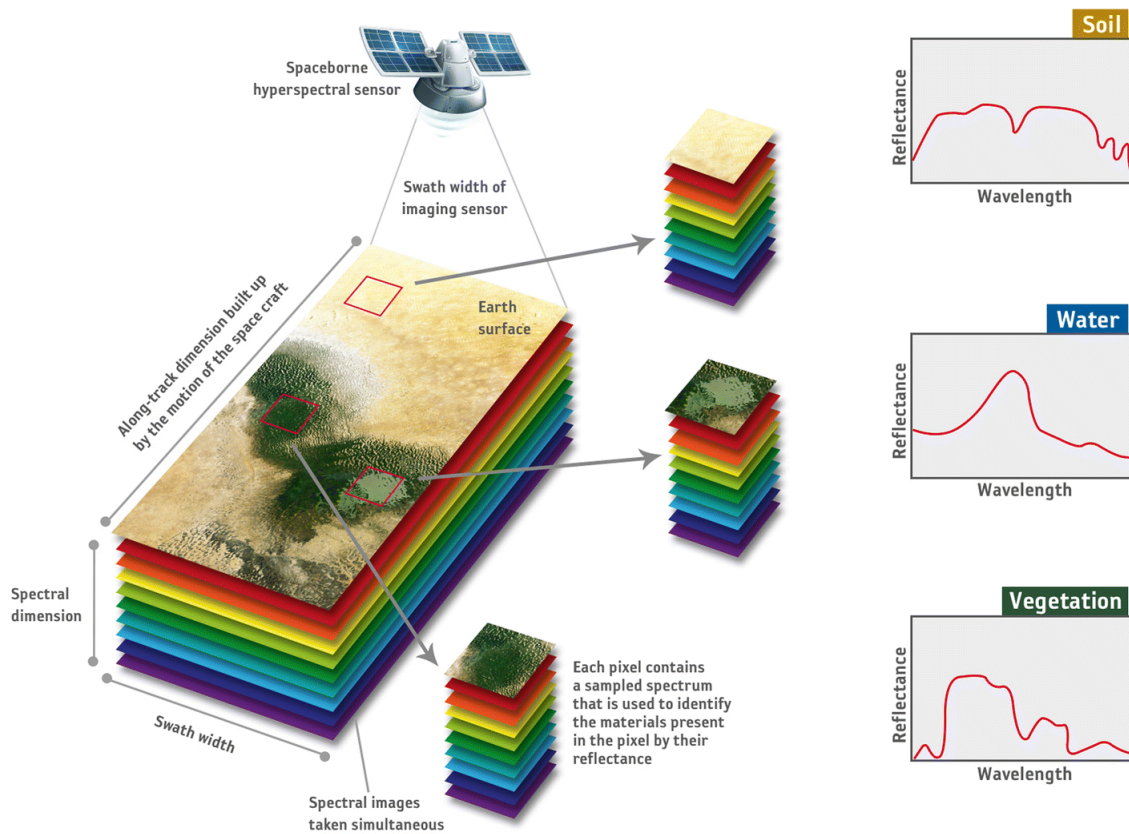 Spaceborne
hyperspectral sensor
Swath width of
imaging sensor
Along-track dimension built up
by the motion of the space craft
Earth
surface
Spectral
dimension
Swath width
Spectral images
taken simultaneous
Each pixel contains
a sampled spectrum
that is used to identify
the materials present
in the pixel by their
reflectance
Soil
Reflectance
Wavelength
Water
Reflectance
Wavelength
Vegetation
Reflectance
Wavelength